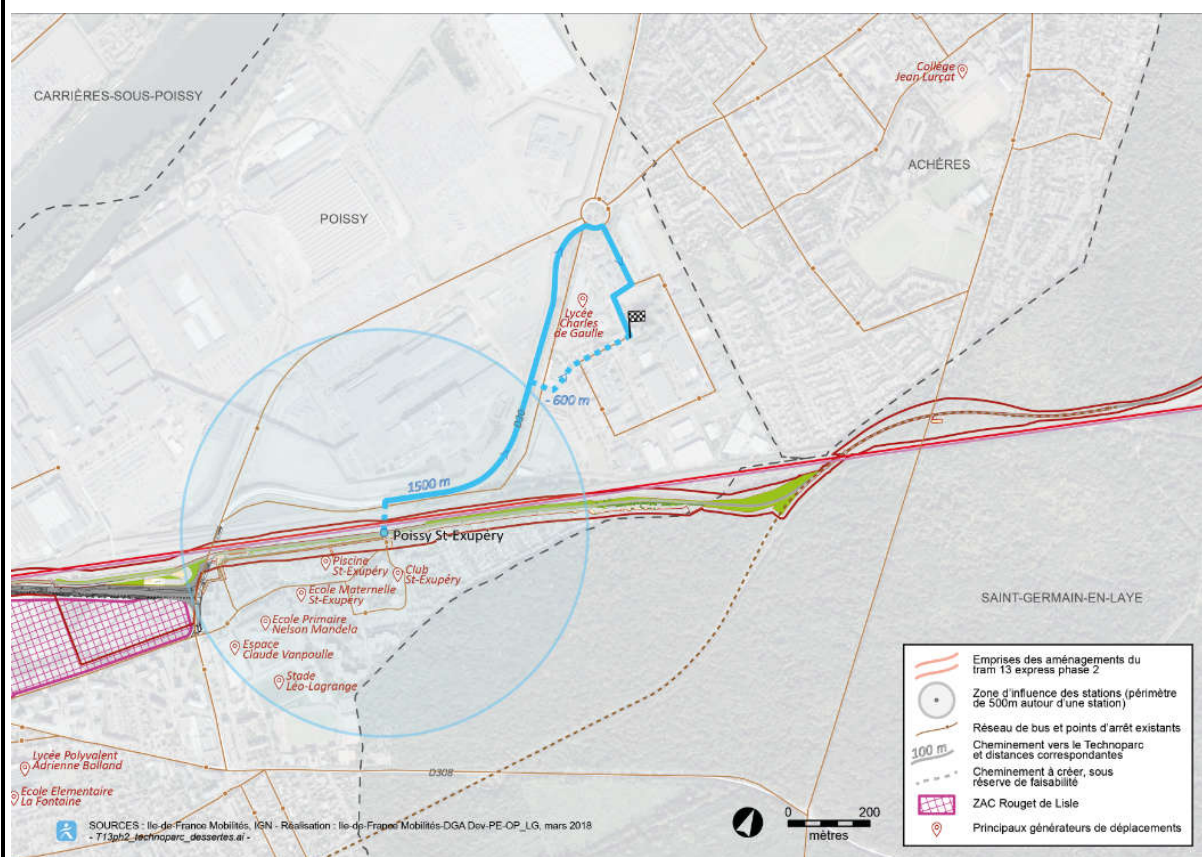 CARRIÈRES-SOUS-POISSY
Collège
Jean Lurçat
ACHÈRES
POISSY
Lycée
Charles
de Gaulle
- 600 m
1500 m
Poissy St-Exupéry
Piscine
St-Exupéry
Club
St-Exupéry
Ecole Maternelle
St-Exupéry
Ecole Primaire
Nelson Mandela
Espace
Claude Vanpoulle
Stade
Léo-Lagrange
SAINT-GERMAIN-EN-LAYE
Lycée Polyvalent
Adrienne Bolland
Ecole Elementaire
La Fontaine
D308
Emprises des aménagements du
tram 13 express phase 2
Zone d'influence des stations (périmètre
de 500m autour d'une station)
Réseau de bus et points d'arrêt existants
100 m
Cheminement vers le Technoparc
et distances correspondantes
Cheminement à créer, sous
réserve de faisabilité
ZAC Rouget de Lisle
Principaux générateurs de déplacements
0 200
mètres
SOURCES : Ile-de-France Mobilités, IGN - Réalisation : Ile-de-France Mobilités-DGA Dev-PE-OP_LG, mars 2018
- T13ph2_technoparc_dessertes.ai -